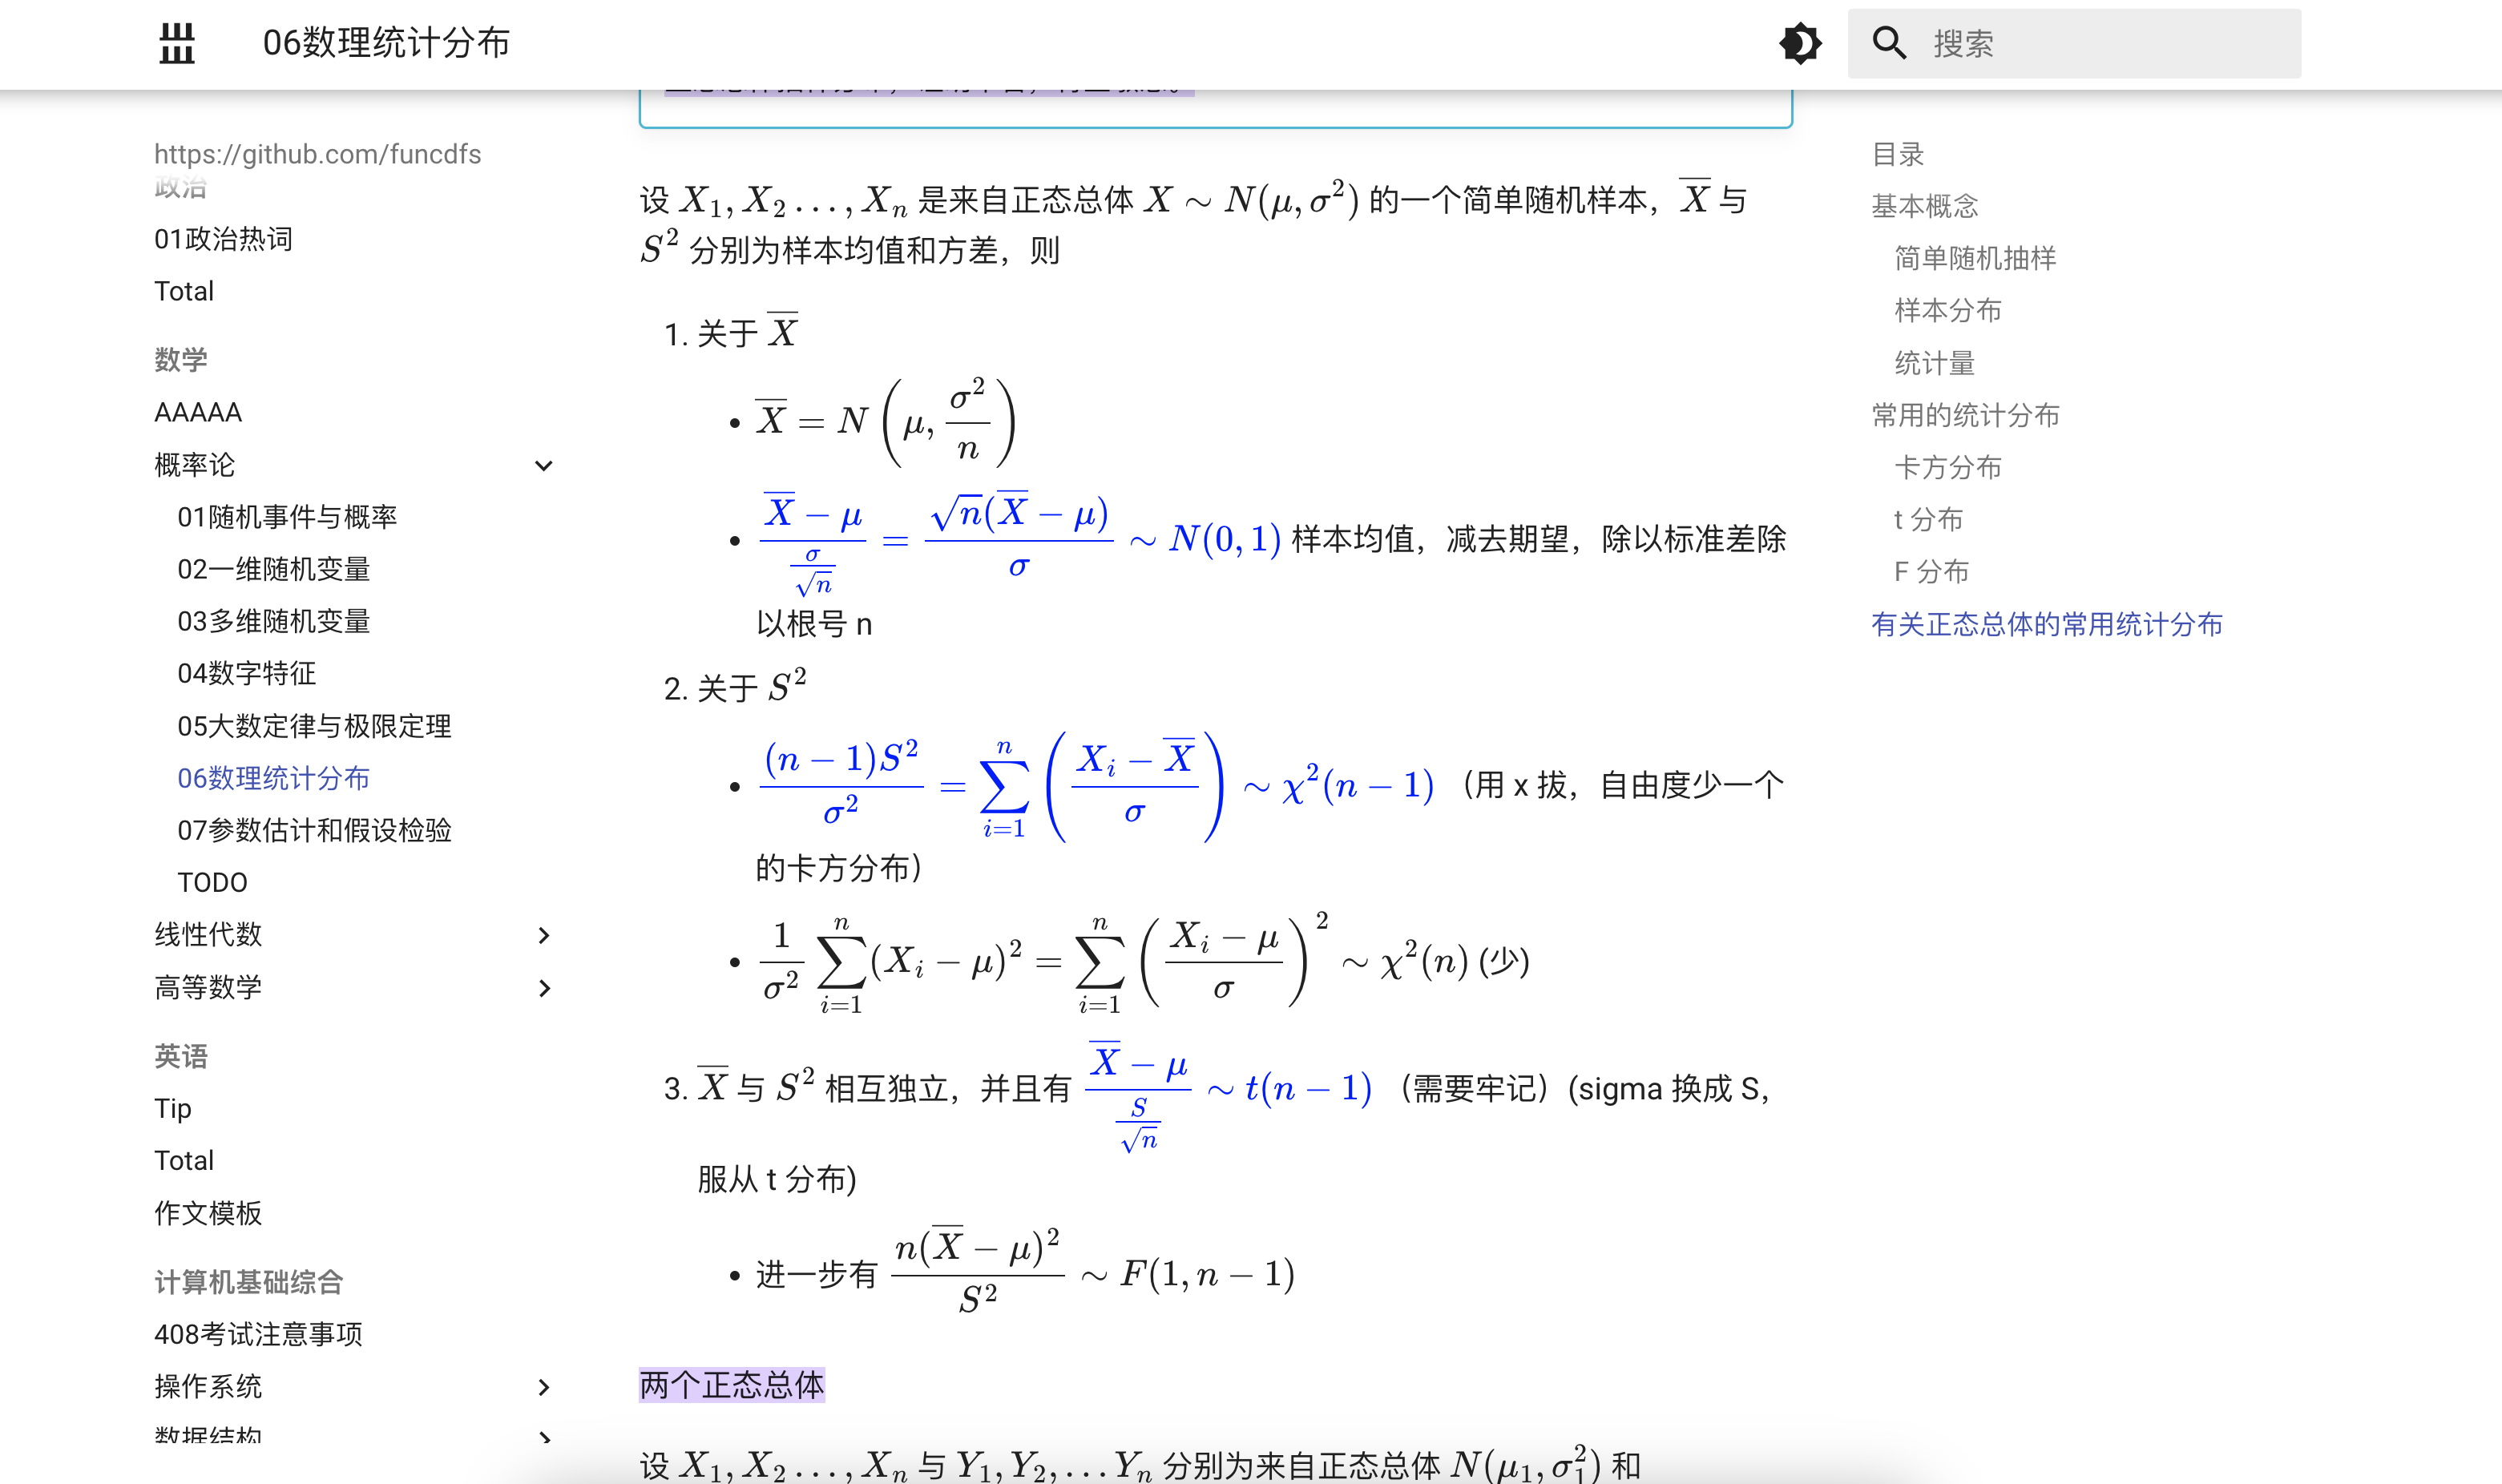 06数理统计分布
搜索
https://github.com/funcdfs
政治
01政治热词
Total
数学
AAAAA
概率论
01随机事件与概率
02一维随机变量
03多维随机变量
04数字特征
05大数定律与极限定理
06数理统计分布
07参数估计和假设检验
TODO
线性代数
高等数学
英语
Tip
Total
作文模板
计算机基础综合
408考试注意事项
操作系统
数据结构
设 $X_1, X_2 \ldots, X_n$ 是来自正态总体 $X \sim N(\mu, \sigma^2)$ 的一个简单随机样本，$\overline{X}$ 与
$S^2$ 分别为样本均值和方差，则
1. 关于 $\overline{X}$
• $\overline{X} = N\left(\mu, \dfrac{\sigma^2}{n}\right)$
• $\dfrac{\overline{X} - \mu}{\frac{\sigma}{\sqrt{n}}} = \dfrac{\sqrt{n}(\overline{X} - \mu)}{\sigma} \sim N(0, 1)$ 样本均值，减去期望，除以标准差除
以根号 n
2. 关于 $S^2$
• $\dfrac{(n-1)S^2}{\sigma^2} = \sum_{i=1}^{n} \left(\dfrac{X_i - \overline{X}}{\sigma}\right) \sim \chi^2(n-1)$ （用 x 拔，自由度少一个
的卡方分布）
• $\dfrac{1}{\sigma^2} \sum_{i=1}^{n} (X_i - \mu)^2 = \sum_{i=1}^{n} \left(\dfrac{X_i - \mu}{\sigma}\right)^2 \sim \chi^2(n)$ (少)
3. $\overline{X}$ 与 $S^2$ 相互独立，并且有 $\dfrac{\overline{X} - \mu}{\frac{S}{\sqrt{n}}} \sim t(n-1)$ （需要牢记）(sigma 换成 S，
服从 t 分布)
• 进一步有 $\dfrac{n(\overline{X} - \mu)^2}{S^2} \sim F(1, n-1)$
两个正态总体
设 $X_1, X_2 \ldots, X_n$ 与 $Y_1, Y_2, \ldots Y_n$ 分别为来自正态总体 $N(\mu_1, \sigma_1^2)$ 和
目录
基本概念
简单随机抽样
样本分布
统计量
常用的统计分布
卡方分布
t 分布
F 分布
有关正态总体的常用统计分布